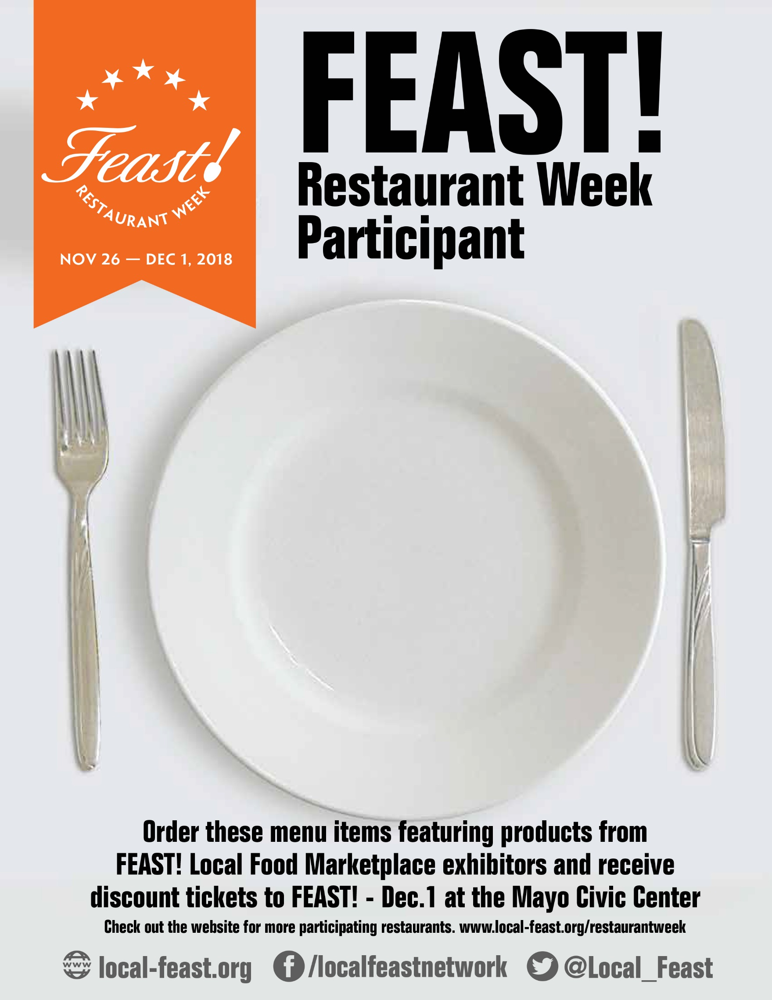 Feast!
RESTAURANT WEEK
NOV 26 — DEC 1, 2018
FEAST!
Restaurant Week
Participant
Order these menu items featuring products from
FEAST! Local Food Marketplace exhibitors and receive
discount tickets to FEAST! - Dec.1 at the Mayo Civic Center
Check out the website for more participating restaurants. www.local-feast.org/restaurantweek
www local-feast.org f /localfeastnetwork @Local_Feast